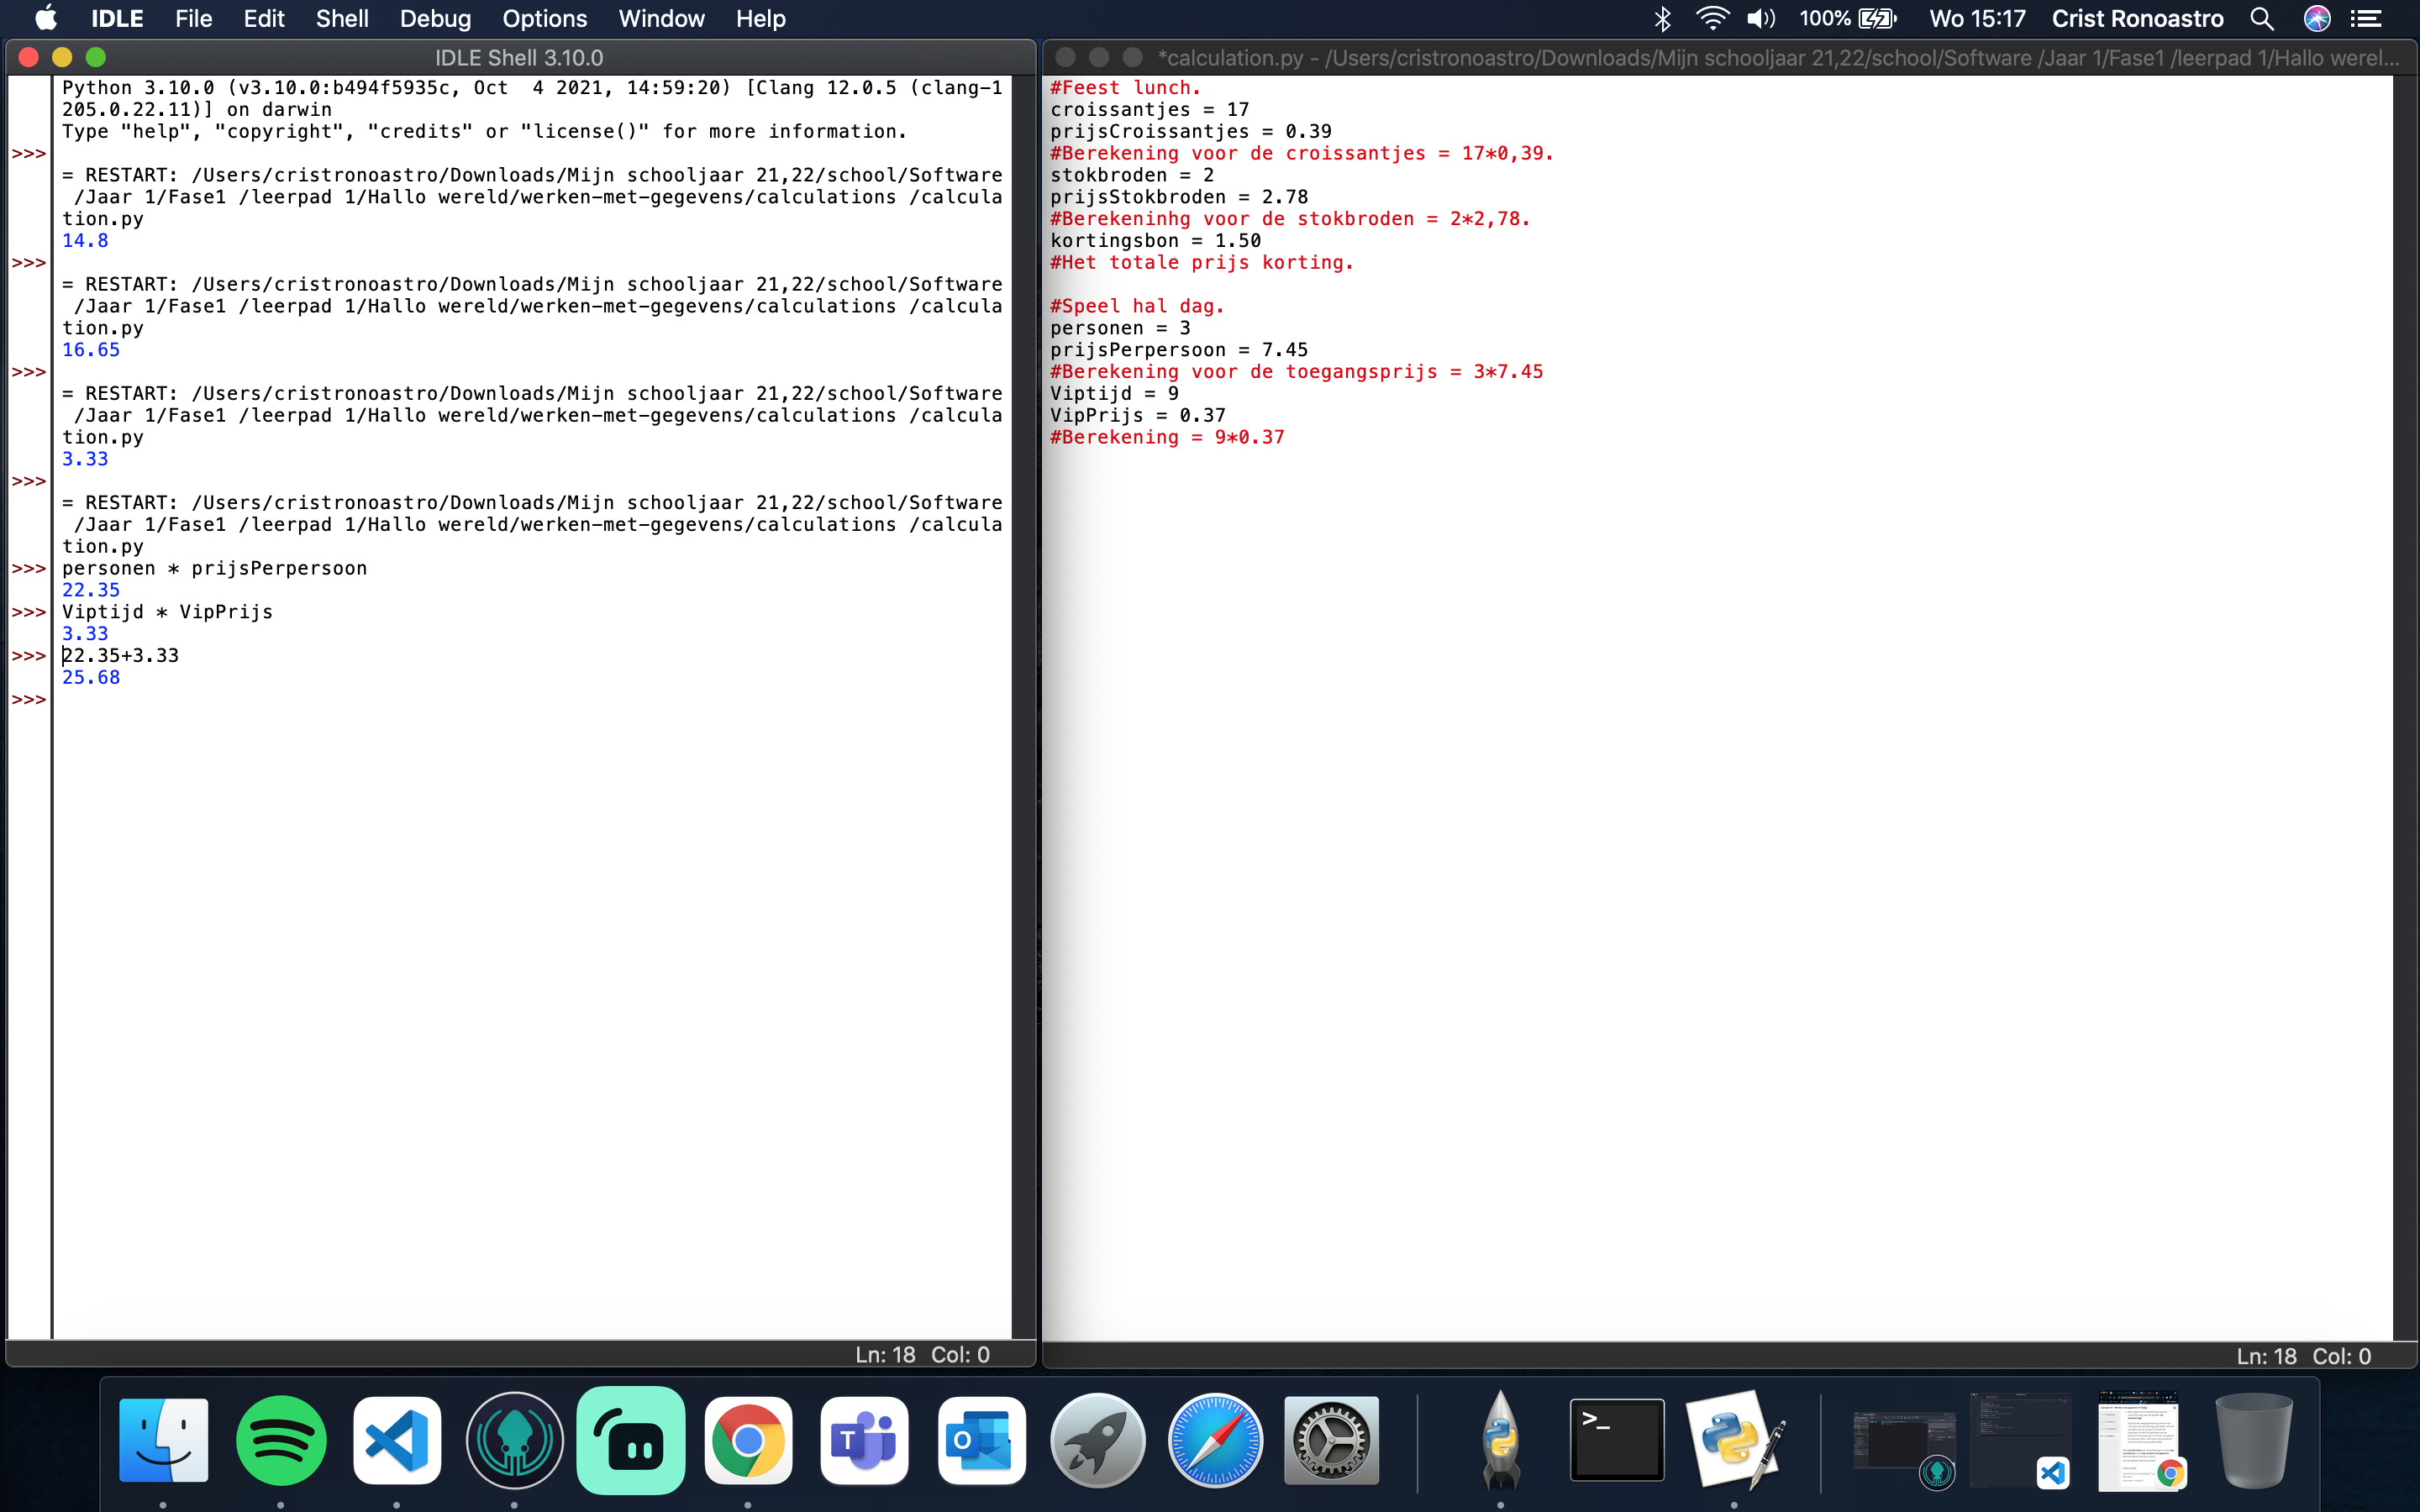 IDLE File Edit Shell Debug Options Window Help 100% Wo 15:17 Crist Ronoastro
IDLE Shell 3.10.0
Python 3.10.0 (v3.10.0:b494f5935c, Oct  4 2021, 14:59:20) [Clang 12.0.5 (clang-1
205.0.22.11)] on darwin
Type "help", "copyright", "credits" or "license()" for more information.
>>>
= RESTART: /Users/cristronoastro/Downloads/Mijn schooljaar 21,22/school/Software
/Jaar 1/Fase1 /leerpad 1/Hallo wereld/werken-met-gegevens/calculations /calcula
tion.py
14.8
>>>
= RESTART: /Users/cristronoastro/Downloads/Mijn schooljaar 21,22/school/Software
/Jaar 1/Fase1 /leerpad 1/Hallo wereld/werken-met-gegevens/calculations /calcula
tion.py
16.65
>>>
= RESTART: /Users/cristronoastro/Downloads/Mijn schooljaar 21,22/school/Software
/Jaar 1/Fase1 /leerpad 1/Hallo wereld/werken-met-gegevens/calculations /calcula
tion.py
3.33
>>>
= RESTART: /Users/cristronoastro/Downloads/Mijn schooljaar 21,22/school/Software
/Jaar 1/Fase1 /leerpad 1/Hallo wereld/werken-met-gegevens/calculations /calcula
tion.py
>>> personen * prijsPerpersoon
22.35
>>> Viptijd * VipPrijs
3.33
>>> 22.35+3.33
25.68
>>>
Ln: 18 Col: 0
*calculation.py - /Users/cristronoastro/Downloads/Mijn schooljaar 21,22/school/Software /Jaar 1/Fase1 /leerpad 1/Hallo werel...
#Feest lunch.
croissantjes = 17
prijsCroissantjes = 0.39
#Berekening voor de croissantjes = 17*0,39.
stokbroden = 2
prijsStokbroden = 2.78
#Berekeninhg voor de stokbroden = 2*2,78.
kortingsbon = 1.50
#Het totale prijs korting.
#Speel hal dag.
personen = 3
prijsPerpersoon = 7.45
#Berekening voor de toegangsprijs = 3*7.45
Viptijd = 9
VipPrijs = 0.37
#Berekening = 9*0.37
Ln: 18 Col: 0